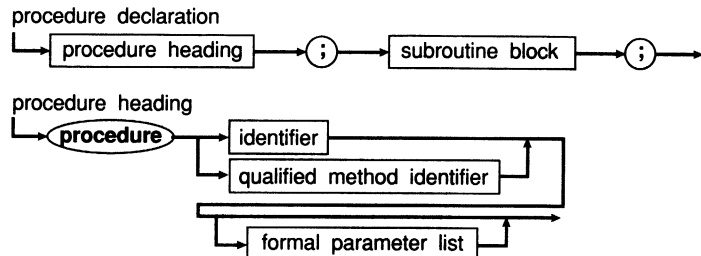 procedure declaration
procedure heading ; subroutine block ;
procedure heading
procedure identifier
qualified method identifier
formal parameter list